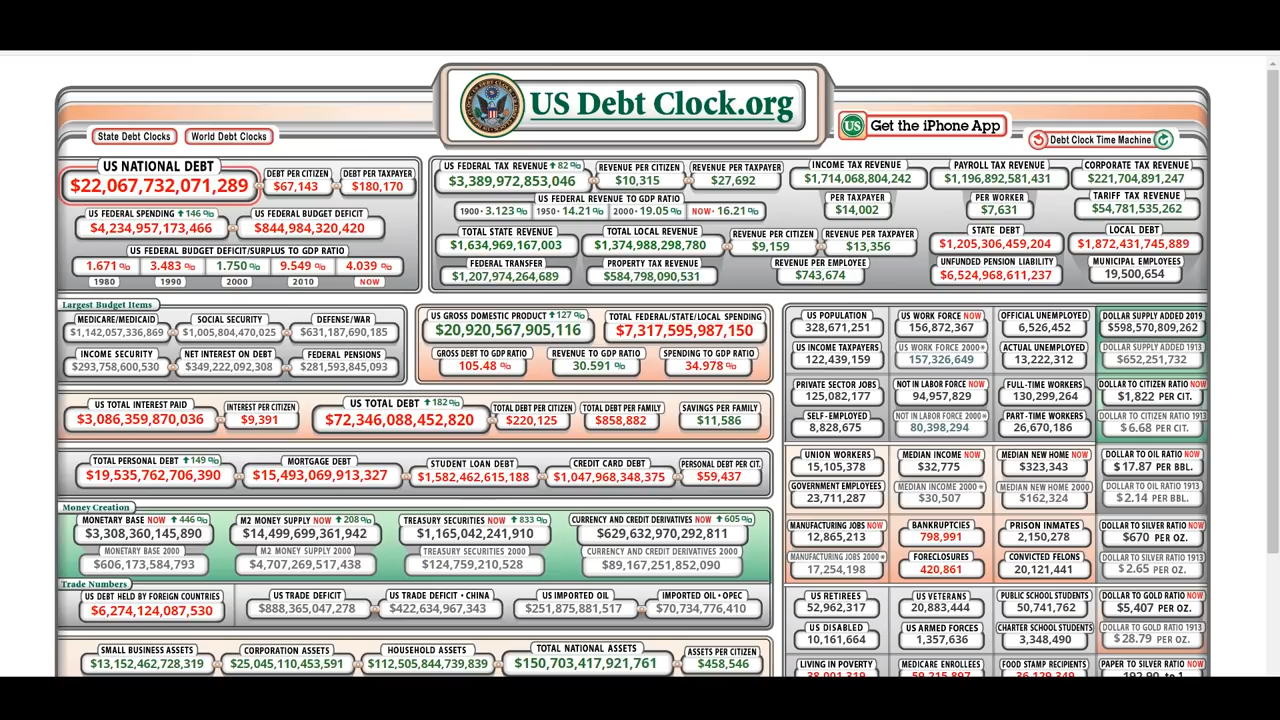 US Debt Clock.org
State Debt Clocks World Debt Clocks
US Get the iPhone App
Debt Clock Time Machine
US NATIONAL DEBT
$22,067,732,071,289
DEBT PER CITIZEN
$67,143
DEBT PER TAXPAYER
$180,170
US FEDERAL SPENDING ↑ 146 %
$4,234,957,173,466
US FEDERAL BUDGET DEFICIT
$844,984,320,420
US FEDERAL BUDGET DEFICIT/SURPLUS TO GDP RATIO
1.671 % 3.483 % 1.750 % 9.549 % 4.039 %
1980 1990 2000 2010 NOW
US FEDERAL TAX REVENUE ↑ 82 %
$3,389,972,853,046
REVENUE PER CITIZEN
$10,315
REVENUE PER TAXPAYER
$27,692
US FEDERAL REVENUE TO GDP RATIO
1900 · 3.123 % 1950 · 14.21 % 2000 · 19.05 % NOW · 16.21 %
TOTAL STATE REVENUE
$1,634,969,167,003
TOTAL LOCAL REVENUE
$1,374,988,298,780
REVENUE PER CITIZEN
$9,159
REVENUE PER TAXPAYER
$13,356
FEDERAL TRANSFER
$1,207,974,264,689
PROPERTY TAX REVENUE
$584,798,090,531
REVENUE PER EMPLOYEE
$743,674
INCOME TAX REVENUE
$1,714,068,804,242
PAYROLL TAX REVENUE
$1,196,892,581,431
CORPORATE TAX REVENUE
$221,704,891,247
PER TAXPAYER
$14,002
PER WORKER
$7,631
TARIFF TAX REVENUE
$54,781,535,262
STATE DEBT
$1,205,306,459,204
LOCAL DEBT
$1,872,431,745,889
UNFUNDED PENSION LIABILITY
$6,524,968,611,237
MUNICIPAL EMPLOYEES
19,500,654
Largest Budget Items
MEDICARE/MEDICAID
$1,142,057,336,869
SOCIAL SECURITY
$1,005,804,470,025
DEFENSE/WAR
$631,187,690,185
INCOME SECURITY
$293,758,600,530
NET INTEREST ON DEBT
$349,222,092,308
FEDERAL PENSIONS
$281,593,845,093
US GROSS DOMESTIC PRODUCT ↑ 127 %
$20,920,567,905,116
TOTAL FEDERAL/STATE/LOCAL SPENDING
$7,317,595,987,150
GROSS DEBT TO GDP RATIO
105.48 %
REVENUE TO GDP RATIO
30.591 %
SPENDING TO GDP RATIO
34.978 %
US TOTAL INTEREST PAID
$3,086,359,870,036
INTEREST PER CITIZEN
$9,391
US TOTAL DEBT ↑ 182 %
$72,346,088,452,820
TOTAL DEBT PER CITIZEN
$220,125
TOTAL DEBT PER FAMILY
$858,882
SAVINGS PER FAMILY
$11,586
TOTAL PERSONAL DEBT ↑ 149 %
$19,535,762,706,390
MORTGAGE DEBT
$15,493,069,913,327
STUDENT LOAN DEBT
$1,582,462,615,188
CREDIT CARD DEBT
$1,047,968,348,375
PERSONAL DEBT PER CIT.
$59,437
Money Creation
MONETARY BASE NOW ↑ 446 %
$3,308,360,145,890
M2 MONEY SUPPLY NOW ↑ 208 %
$14,499,699,361,942
TREASURY SECURITIES NOW ↑ 833 %
$1,165,042,241,910
CURRENCY AND CREDIT DERIVATIVES NOW ↑ 605 %
$629,632,970,292,811
MONETARY BASE 2000
$606,173,584,793
M2 MONEY SUPPLY 2000
$4,707,269,517,438
TREASURY SECURITIES 2000
$124,759,210,528
CURRENCY AND CREDIT DERIVATIVES 2000
$89,167,251,852,090
Trade Numbers
US DEBT HELD BY FOREIGN COUNTRIES
$6,274,124,087,530
US TRADE DEFICIT
$888,365,047,278
US TRADE DEFICIT · CHINA
$422,634,967,343
US IMPORTED OIL
$251,875,881,517
IMPORTED OIL · OPEC
$70,734,776,410
SMALL BUSINESS ASSETS
$13,152,462,728,319
CORPORATION ASSETS
$25,045,110,453,591
HOUSEHOLD ASSETS
$112,505,844,739,839
TOTAL NATIONAL ASSETS
$150,703,417,921,761
ASSETS PER CITIZEN
$458,546
US POPULATION
328,671,251
US WORK FORCE NOW
156,872,367
OFFICIAL UNEMPLOYED
6,526,452
DOLLAR SUPPLY ADDED 2019
$598,570,809,262
US INCOME TAXPAYERS
122,439,159
US WORK FORCE 2000
157,326,649
ACTUAL UNEMPLOYED
13,222,312
DOLLAR SUPPLY ADDED 1913
$652,251,732
PRIVATE SECTOR JOBS
125,082,177
NOT IN LABOR FORCE NOW
94,957,829
FULL-TIME WORKERS
130,299,264
DOLLAR TO CITIZEN RATIO NOW
$1,822 PER CIT.
SELF-EMPLOYED
8,828,675
NOT IN LABOR FORCE 2000
80,398,294
PART-TIME WORKERS
26,670,186
DOLLAR TO CITIZEN RATIO 1913
$ 6.68 PER CIT.
UNION WORKERS
15,105,378
MEDIAN INCOME NOW
$32,775
MEDIAN NEW HOME NOW
$323,343
DOLLAR TO OIL RATIO NOW
$ 17.87 PER BBL.
GOVERNMENT EMPLOYEES
23,711,287
MEDIAN INCOME 2000
$30,507
MEDIAN NEW HOME 2000
$162,324
DOLLAR TO OIL RATIO 1913
$ 2.14 PER BBL.
MANUFACTURING JOBS NOW
12,865,213
BANKRUPTCIES
798,991
PRISON INMATES
2,150,278
DOLLAR TO SILVER RATIO NOW
$670 PER OZ.
MANUFACTURING JOBS 2000
17,254,198
FORECLOSURES
420,861
CONVICTED FELONS
20,121,441
DOLLAR TO SILVER RATIO 1913
$ 2.65 PER OZ.
US RETIREES
52,962,317
US VETERANS
20,883,444
PUBLIC SCHOOL STUDENTS
50,741,762
DOLLAR TO GOLD RATIO NOW
$5,407 PER OZ.
US DISABLED
10,161,664
US ARMED FORCES
1,357,636
CHARTER SCHOOL STUDENTS
3,348,490
DOLLAR TO GOLD RATIO 1913
$ 28.79 PER OZ.
LIVING IN POVERTY
MEDICARE ENROLLEES
FOOD STAMP RECIPIENTS
PAPER TO SILVER RATIO NOW